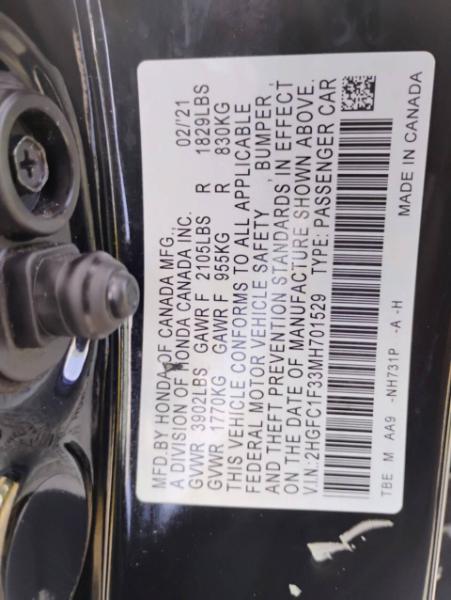 MFD.BY HONDA OF CANADA MFG., 02/'21
A DIVISION OF HONDA CANADA INC.
GVWR 3902LBS GAWR F 2105LBS R 1829LBS
GVWR 1770KG GAWR F 955KG R 830KG
THIS VEHICLE CONFORMS TO ALL APPLICABLE
FEDERAL MOTOR VEHICLE SAFETY , BUMPER ,
AND THEFT PREVENTION STANDARDS IN EFFECT
ON THE DATE OF MANUFACTURE SHOWN ABOVE.
V.I.N:2HGFC1F33MH701529 TYPE: PASSENGER CAR
TBE M AA9 -NH731P -A -H MADE IN CANADA